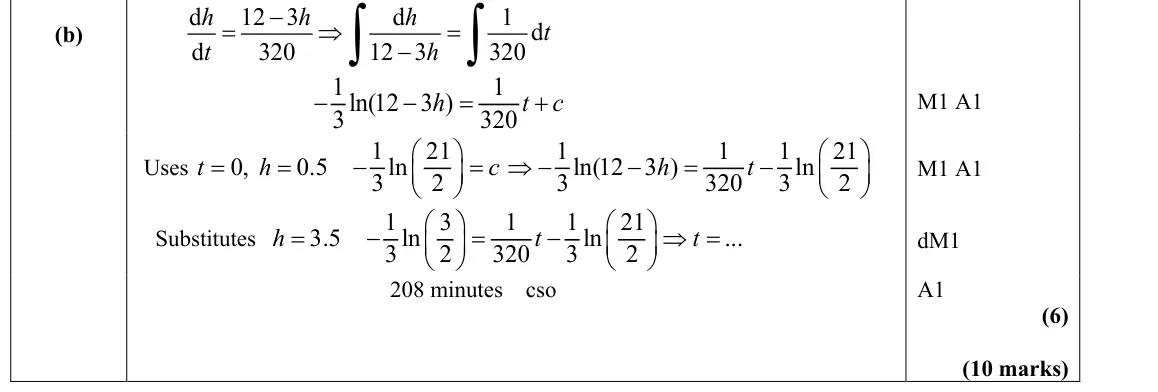 (b) dh/dt = (12 − 3h)/320 ⇒ ∫ dh/(12 − 3h) = ∫ 1/320 dt
−1/3 ln(12 − 3h) = 1/320 t + c M1 A1
Uses t = 0, h = 0.5 −1/3 ln(21/2) = c ⇒ −1/3 ln(12 − 3h) = 1/320 t − 1/3 ln(21/2) M1 A1
Substitutes h = 3.5 −1/3 ln(3/2) = 1/320 t − 1/3 ln(21/2) ⇒ t = ... dM1
208 minutes cso A1
(6)
(10 marks)